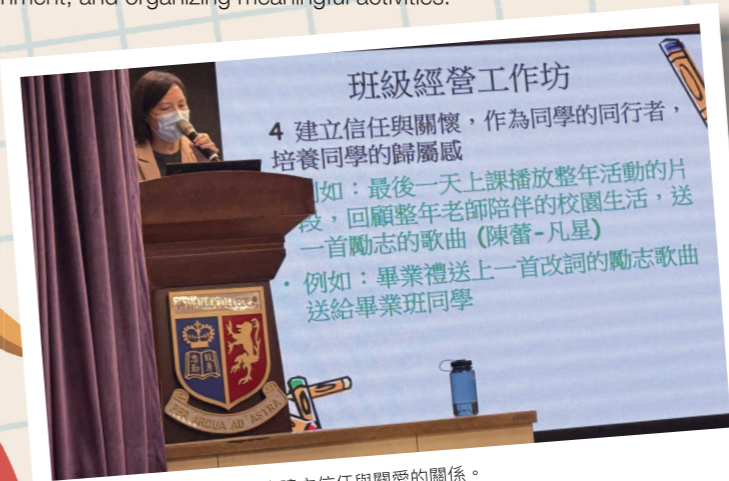 and organizing meaningful activities.
班級經營工作坊
4 建立信任與關懷,作為同學的同行者,
培養同學的歸屬感
例如:最後一天上課播放整年活動的片
段,回顧整年老師陪伴的校園生活,送
一首勵志的歌曲 (陳蕾-凡星)
• 例如:畢業禮送上一首改詞的勵志歌曲
送給畢業班同學
PER ARDUA AD ASTRA
建立信任與關愛的關係。